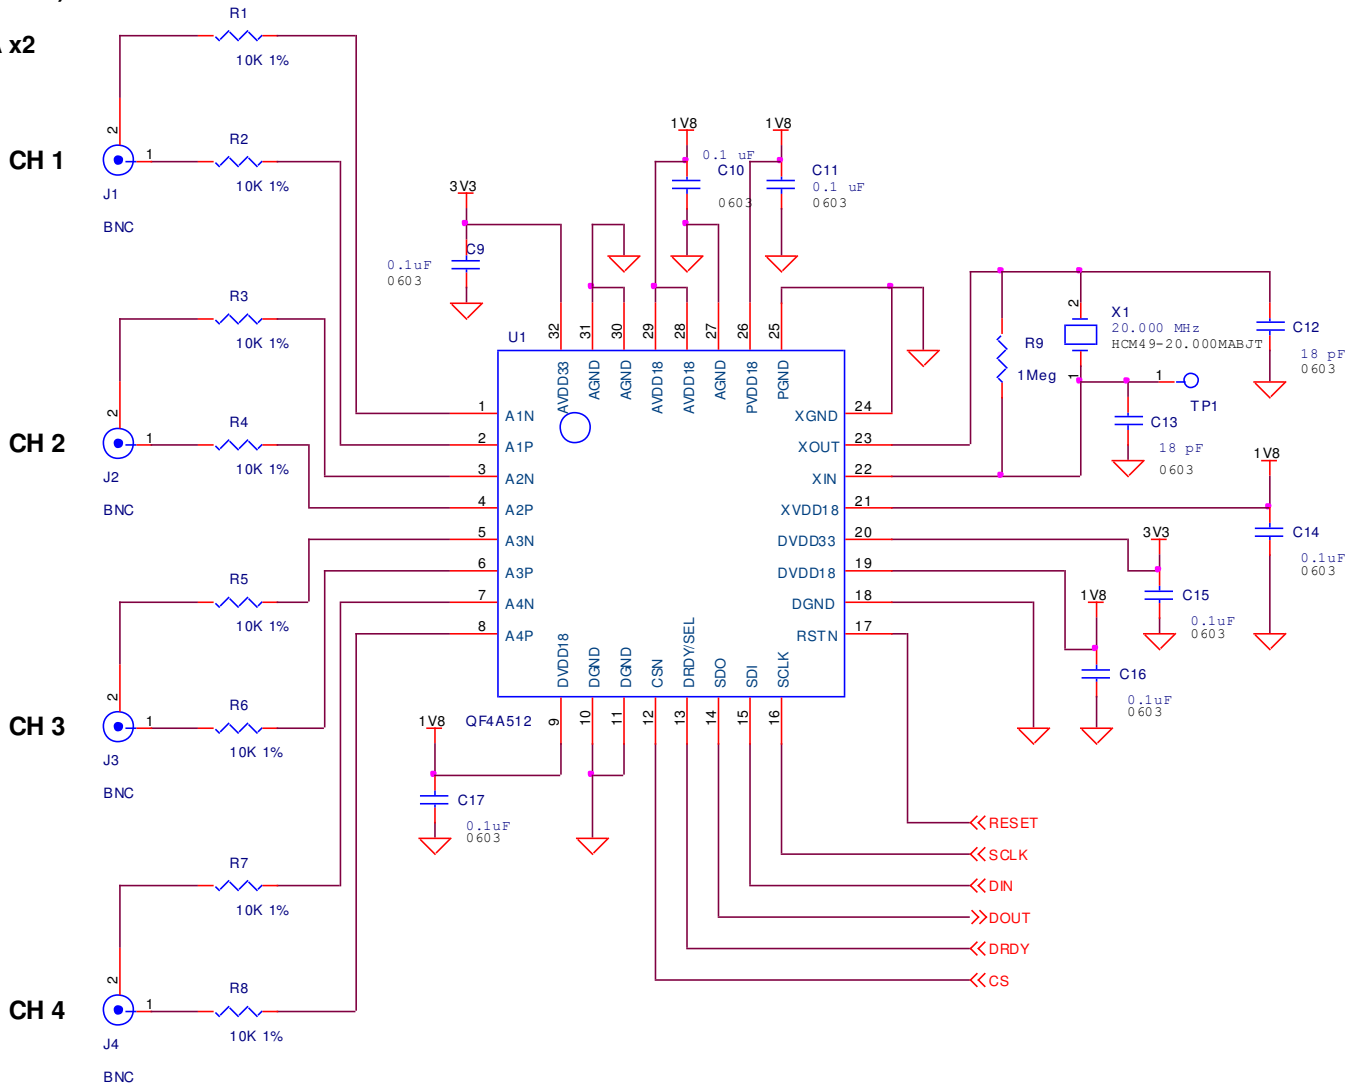 x2
R1
10K 1%
CH 1
2
1
J1
BNC
R2
10K 1%
CH 2
2
1
J2
BNC
R3
10K 1%
R4
10K 1%
CH 3
2
1
J3
BNC
R5
10K 1%
R6
10K 1%
CH 4
2
1
J4
BNC
R7
10K 1%
R8
10K 1%
3V3
C9
0.1uF
0603
1V8
0.1 uF
C10
0603
1V8
C11
0.1 uF
0603
U1
QF4A512
32 31 30 29 28 27 26 25
AVDD33 AGND AGND AVDD18 AVDD18 AGND PVDD18 PGND
1 A1N
2 A1P
3 A2N
4 A2P
5 A3N
6 A3P
7 A4N
8 A4P
XGND 24
XOUT 23
XIN 22
XVDD18 21
DVDD33 20
DVDD18 19
DGND 18
RSTN 17
DVDD18 DGND DGND CSN DRDY/SEL SDO SDI SCLK
9 10 11 12 13 14 15 16
1V8
C17
0.1uF
0603
R9
1Meg
2
1
X1
20.000 MHz
HCM49-20.000MABJT
C12
18 pF
0603
1
TP1
C13
18 pF
0603
1V8
C14
0.1uF
0603
3V3
C15
0.1uF
0603
1V8
C16
0.1uF
0603
RESET
SCLK
DIN
DOUT
DRDY
CS